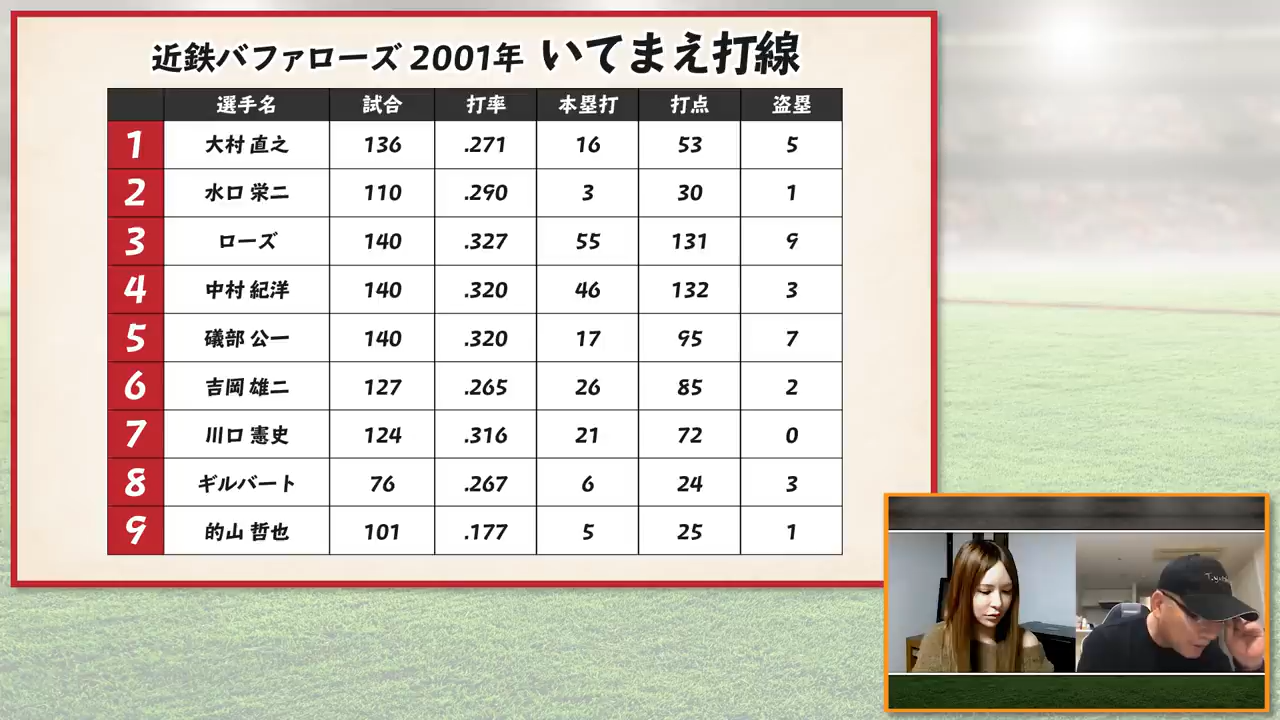 近鉄バファローズ 2001年 いてまえ打線
選手名 試合 打率 本塁打 打点 盗塁
1 大村 直之 136 .271 16 53 5
2 水口 栄二 110 .290 3 30 1
3 ローズ 140 .327 55 131 9
4 中村 紀洋 140 .320 46 132 3
5 礒部 公一 140 .320 17 95 7
6 吉岡 雄二 127 .265 26 85 2
7 川口 憲史 124 .316 21 72 0
8 ギルバート 76 .267 6 24 3
9 的山 哲也 101 .177 5 25 1